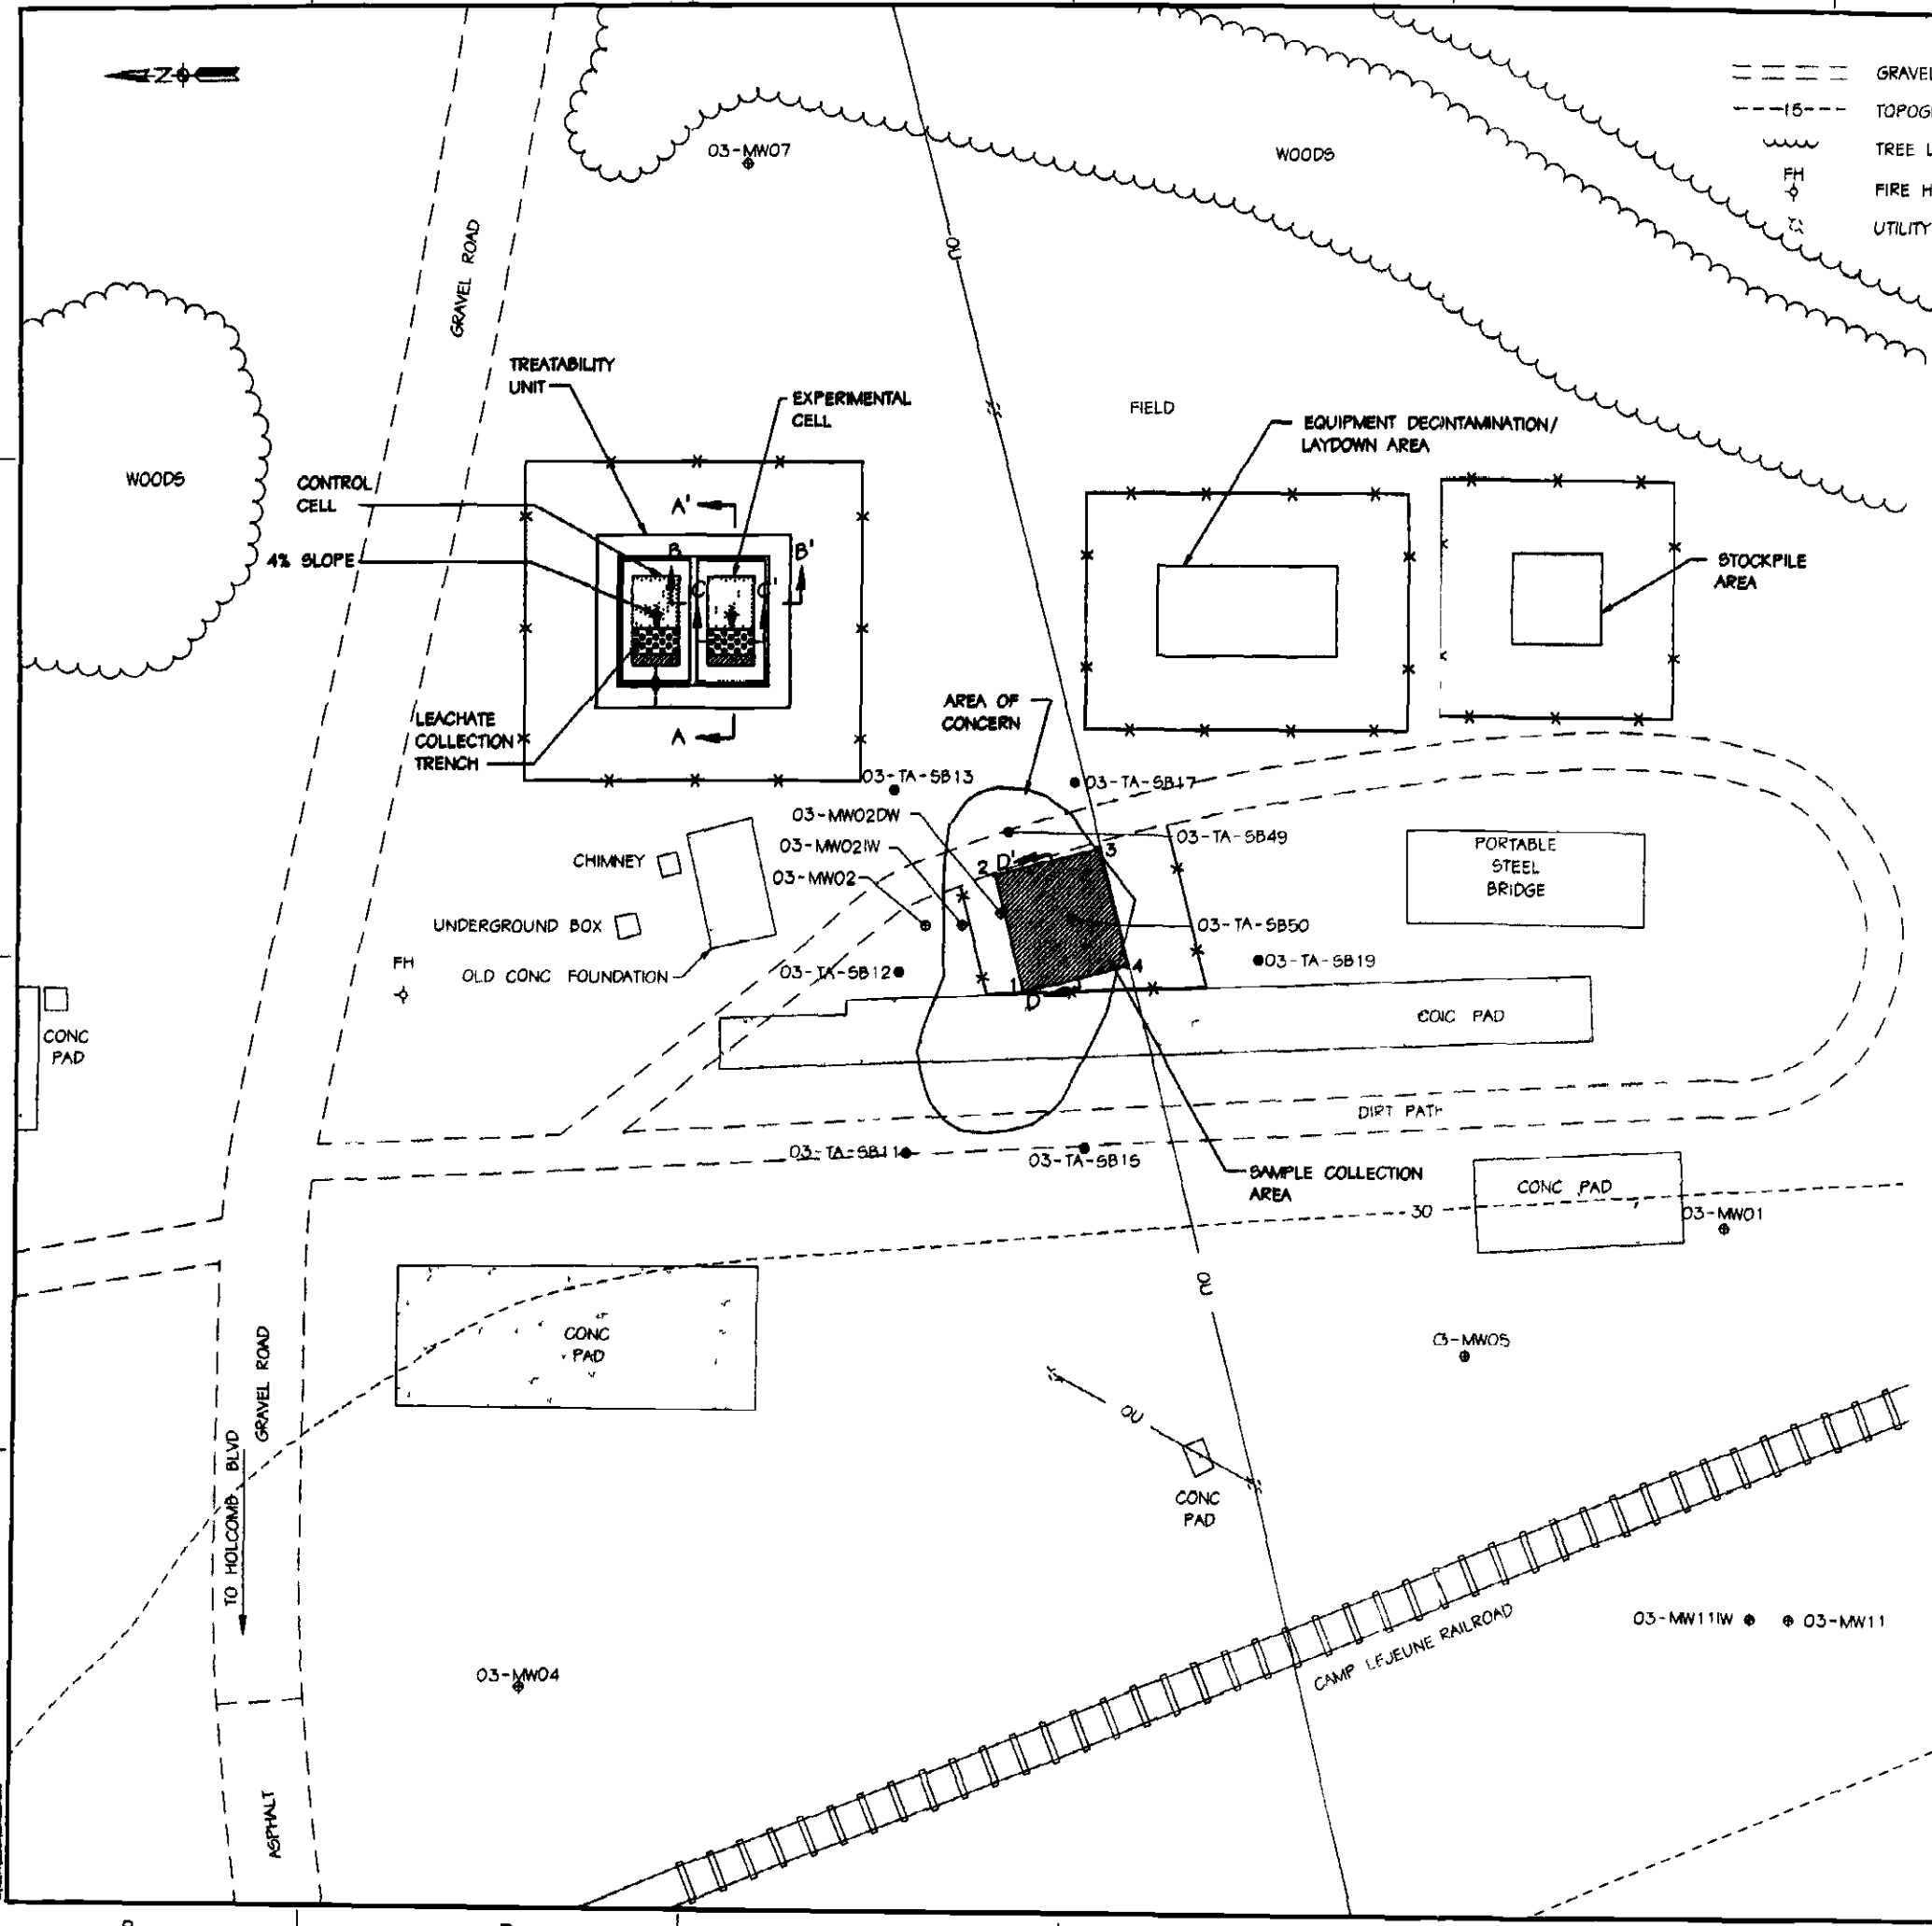 Z
GRAVEL
---15---
TOPOG
TREE L
FH
FIRE H
UTILITY
03-MW07
WOODS
GRAVEL ROAD
OU
TREATABILITY
UNIT
EXPERIMENTAL
CELL
FIELD
EQUIPMENT DECINTAMINATION/
LAYDOWN AREA
WOODS
CONTROL
CELL
A'
B
B'
4% SLOPE
C
C'
STOCKPILE
AREA
AREA OF
CONCERN
LEACHATE
COLLECTION
TRENCH
A
03-TA-SB13
03-TA-SB17
03-MW02DW
03-TA-SB49
03-MW02IW
CHIMNEY
2
D'
3
03-MW02
PORTABLE
STEEL
BRIDGE
UNDERGROUND BOX
03-TA-SB50
FH
OLD CONC FOUNDATION
03-TA-SB12
4
03-TA-SB19
1
D
CONC
PAD
COIC PAD
DIRT PATH
03-TA-SB11
03-TA-SB15
SAMPLE COLLECTION
AREA
CONC PAD
30
03-MW01
OU
CONC
PAD
GRAVEL ROAD
TO HOLCOMB BLVD
03-MW05
OU
CONC
PAD
03-MW11IW
03-MW11
CAMP LEJEUNE RAILROAD
03-MW04
ASPHALT